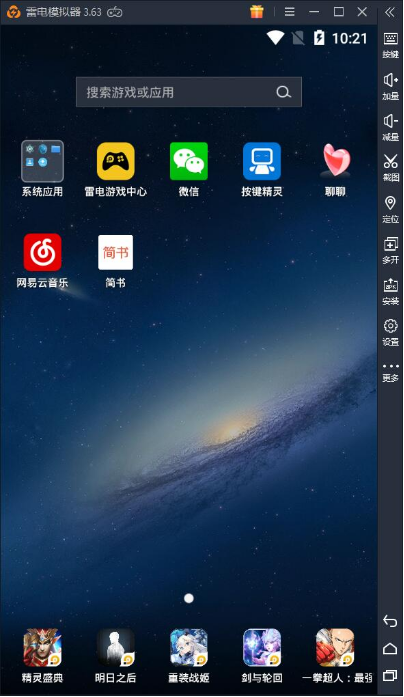 雷电模拟器 3.63
10:21
搜索游戏或应用
系统应用
雷电游戏中心
微信
按键精灵
聊聊
网易云音乐
简书
简书
精灵盛典
明日之后
重装战姬
剑与轮回
一拳超人：最强
按键
加量
减量
截图
定位
多开
APK
安装
设置
更多